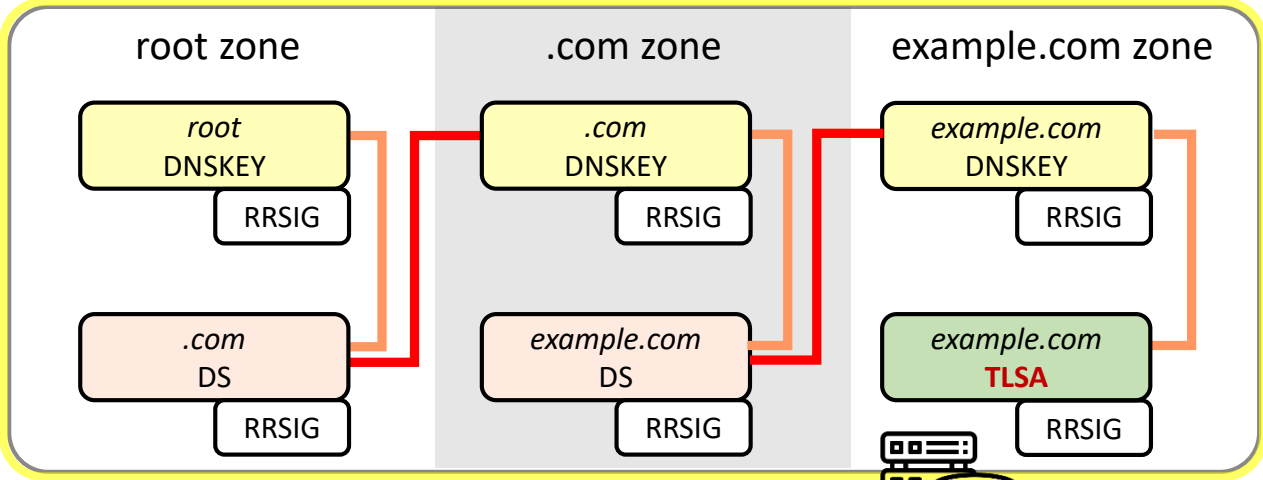 root zone
.com zone
example.com zone
root
DNSKEY
RRSIG
.com
DNSKEY
RRSIG
example.com
DNSKEY
RRSIG
.com
DS
RRSIG
example.com
DS
RRSIG
example.com
TLSA
RRSIG